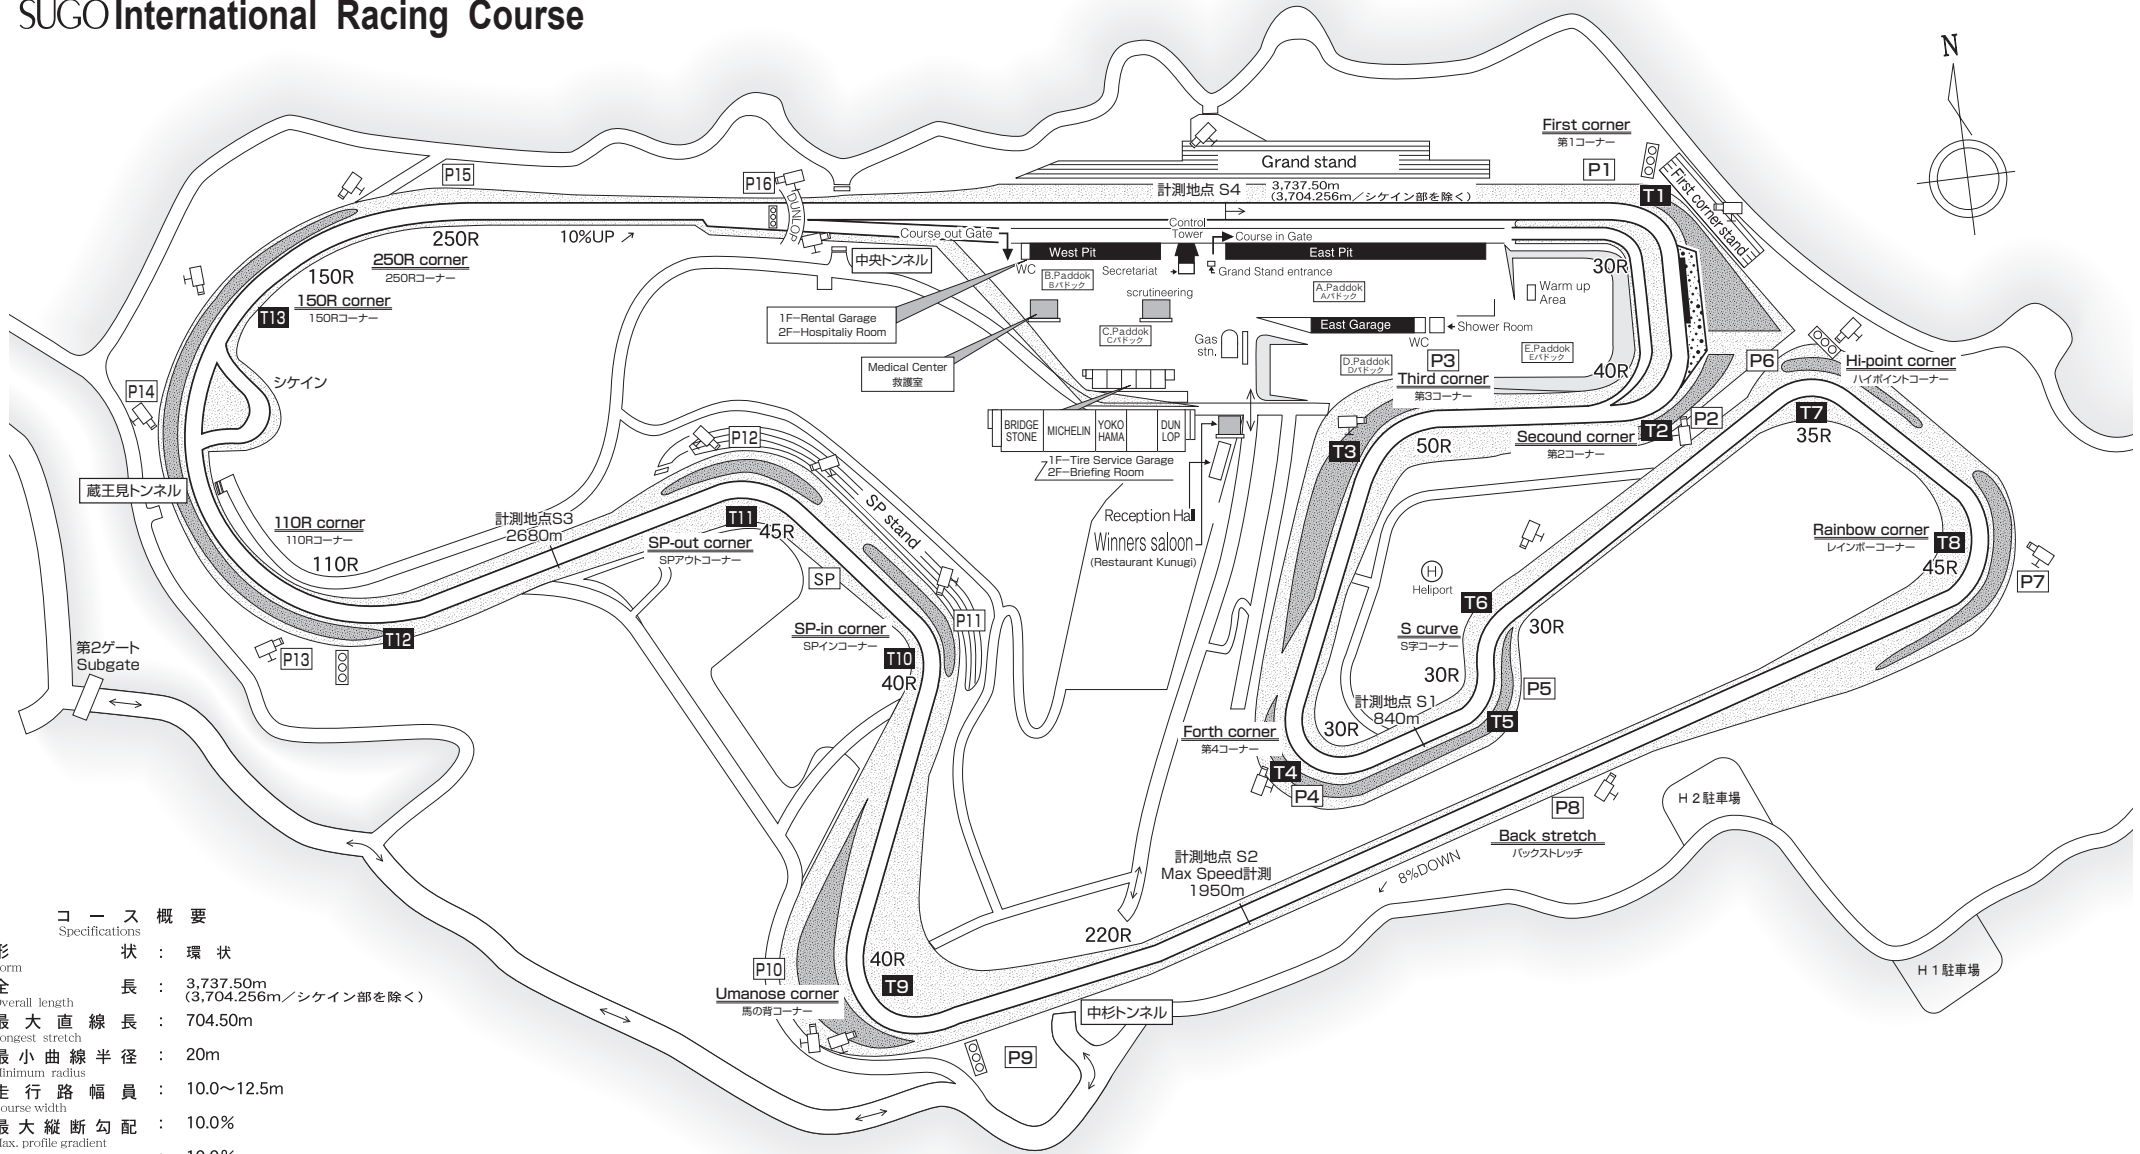 SUGO International Racing Course
N
First corner
第1コーナー
P1
T1
First corner stand
Grand stand
計測地点 S4
3,737.50m
(3,704.256m/シケイン部を除く)
P15
P16
DUNLOP
250R
10%UP
250R corner
250Rコーナー
150R
150R corner
150Rコーナー
T13
Course out Gate
中央トンネル
Control
Tower
Course in Gate
West Pit
East Pit
WC
B.Paddok
Bパドック
Secretariat
Grand Stand entrance
scrutineering
A.Paddok
Aパドック
30R
Warm up
Area
1F-Rental Garage
2F-Hospitaliy Room
C.Paddok
Cパドック
East Garage
Shower Room
WC
Gas
stn.
Medical Center
救護室
D.Paddok
Dパドック
P3
E.Paddok
Eパドック
P6
Hi-point corner
ハイポイントコーナー
40R
Third corner
第3コーナー
シケイン
P14
P2
T7
35R
BRIDGE
STONE
MICHELIN
YOKO
HAMA
DUN
LOP
T2
Secound corner
第2コーナー
T3
50R
P12
1F-Tire Service Garage
2F-Briefing Room
蔵王見トンネル
SP stand
Reception Hall
Winners saloon
(Restaurant Kunugi)
110R corner
110Rコーナー
110R
計測地点S3
2680m
T11
45R
SP-out corner
SPアウトコーナー
SP
Rainbow corner
レインボーコーナー
T8
45R
P7
H
Heliport
T6
30R
S curve
S字コーナー
30R
P11
SP-in corner
SPインコーナー
T10
40R
T12
P13
第2ゲート
Subgate
P5
計測地点 S1
840m
T5
30R
Forth corner
第4コーナー
T4
P4
P8
H2駐車場
Back stretch
バックストレッチ
8%DOWN
計測地点 S2
Max Speed計測
1950m
220R
H1駐車場
P10
40R
T9
Umanose corner
馬の背コーナー
中杉トンネル
P9
コース概要
Specifications
形状 : 環状
orm
全長 : 3,737.50m
(3,704.256m/シケイン部を除く)
verall length
最大直線長 : 704.50m
ongest stretch
最小曲線半径 : 20m
inimum radius
走行路幅員 : 10.0〜12.5m
ourse width
最大縦断勾配 : 10.0%
ax. profile gradient